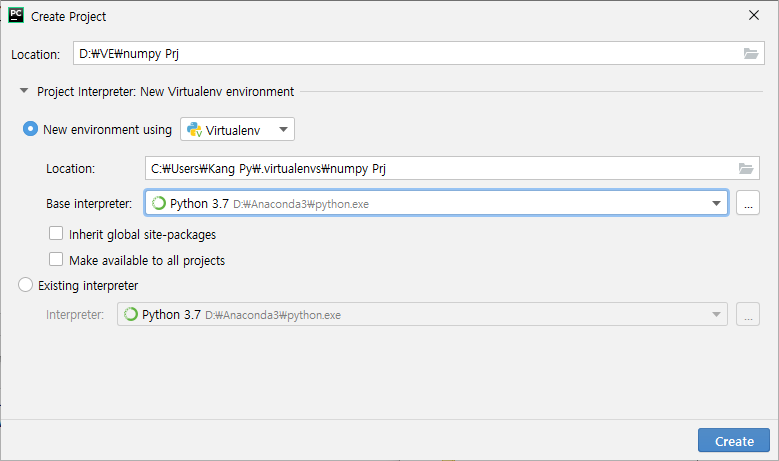 PC Create Project
Location: D:₩VE₩numpy Prj
Project Interpreter: New Virtualenv environment
New environment using Virtualenv
Location: C:₩Users₩Kang Py₩.virtualenvs₩numpy Prj
Base interpreter: Python 3.7 D:₩Anaconda3₩python.exe ...
Inherit global site-packages
Make available to all projects
Existing interpreter
Interpreter: Python 3.7 D:₩Anaconda3₩python.exe ...
Create